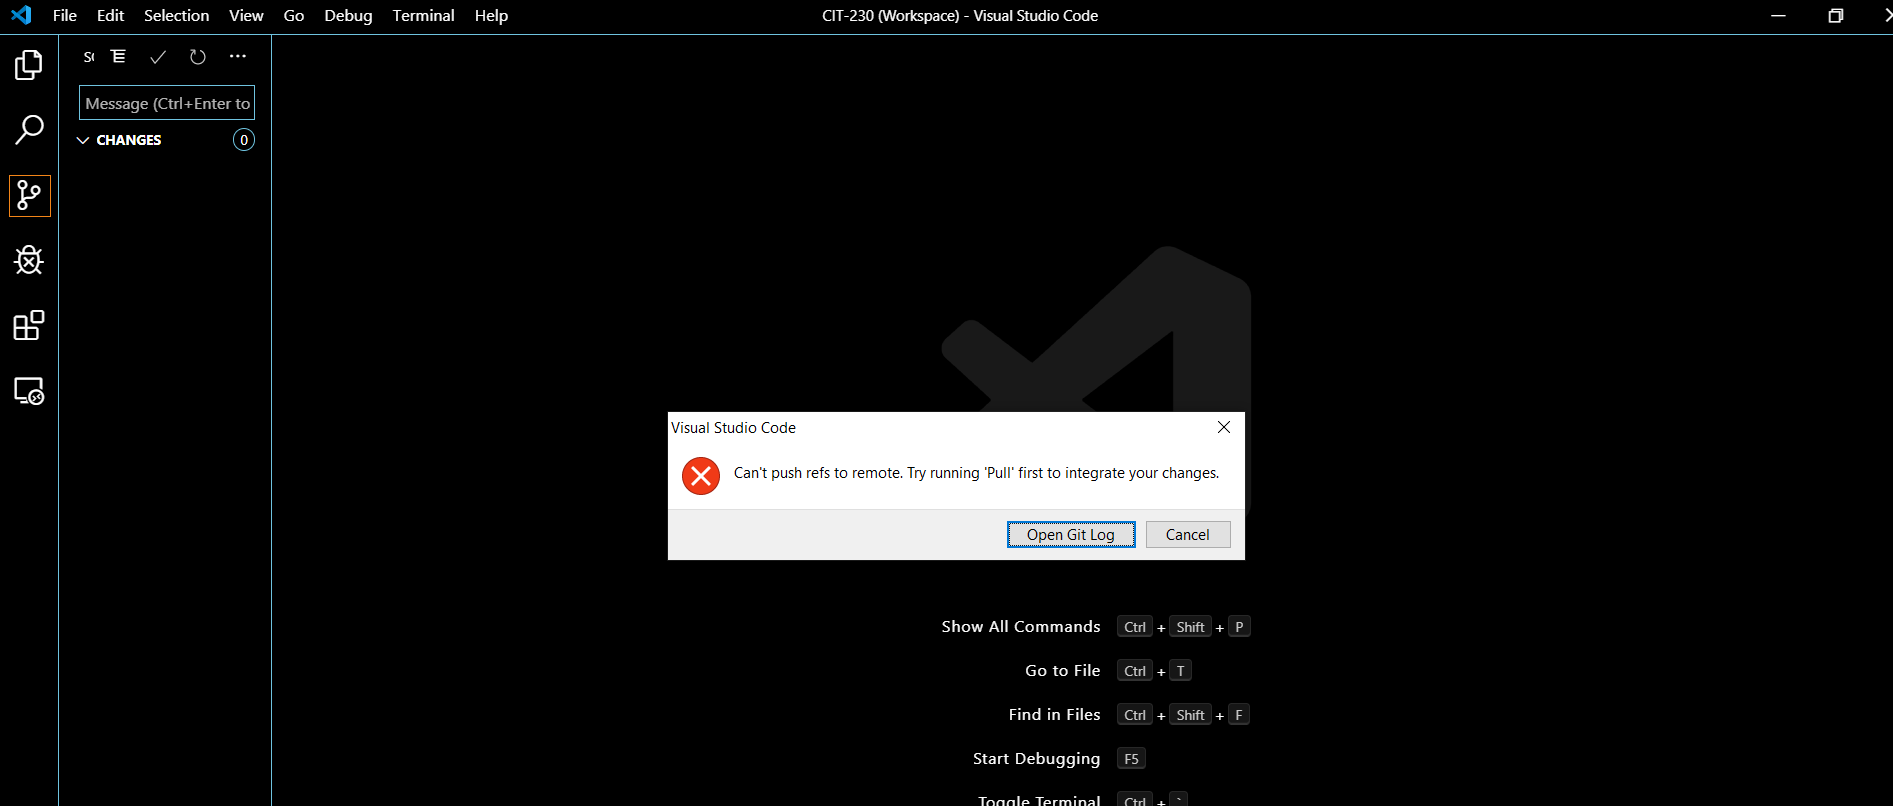 File Edit Selection View Go Debug Terminal Help
CIT-230 (Workspace) - Visual Studio Code
Message (Ctrl+Enter to
CHANGES 0
Visual Studio Code
Can't push refs to remote. Try running 'Pull' first to integrate your changes.
Open Git Log Cancel
Show All Commands Ctrl + Shift + P
Go to File Ctrl + T
Find in Files Ctrl + Shift + F
Start Debugging F5
Toggle Terminal Ctrl + `